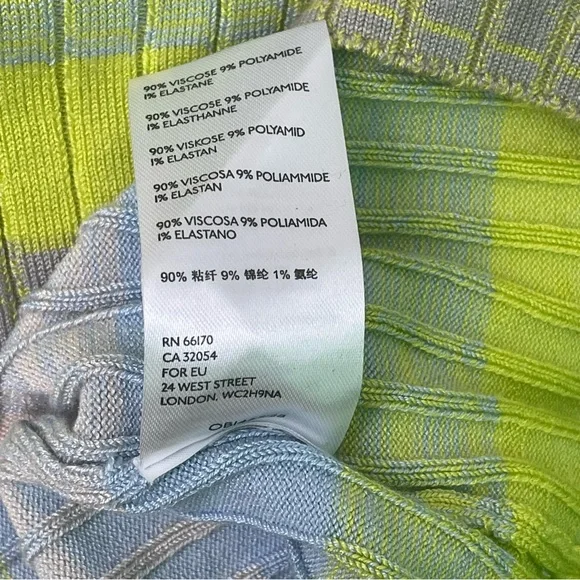 90% VISCOSE 9% POLYAMIDE
1% ELASTANE
90% VISCOSE 9% POLYAMIDE
1% ELASTHANNE
90% VISKOSE 9% POLYAMID
1% ELASTAN
90% VISCOSA 9% POLIAMMIDE
1% ELASTAN
90% VISCOSA 9% POLIAMIDA
1% ELASTANO
90% 粘纤 9% 锦纶 1% 氨纶
RN 66170
CA 32054
FOR EU
24 WEST STREET
LONDON, WC2H9NA